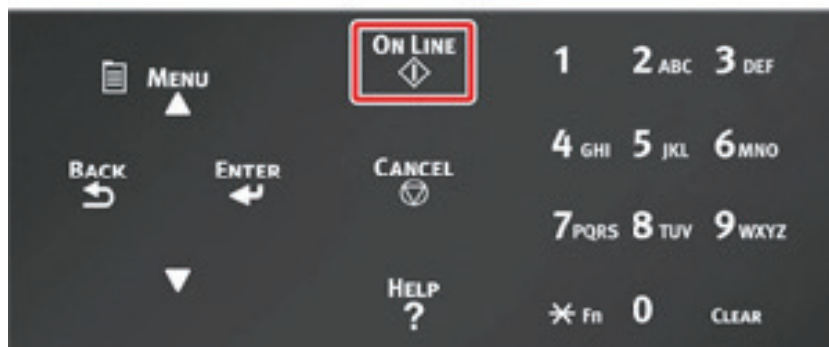 MENU
ON LINE
1 2 ABC 3 DEF
BACK
ENTER
CANCEL
4 GHI 5 JKL 6 MNO
7 PQRS 8 TUV 9 WXYZ
HELP
?
* Fn 0 CLEAR